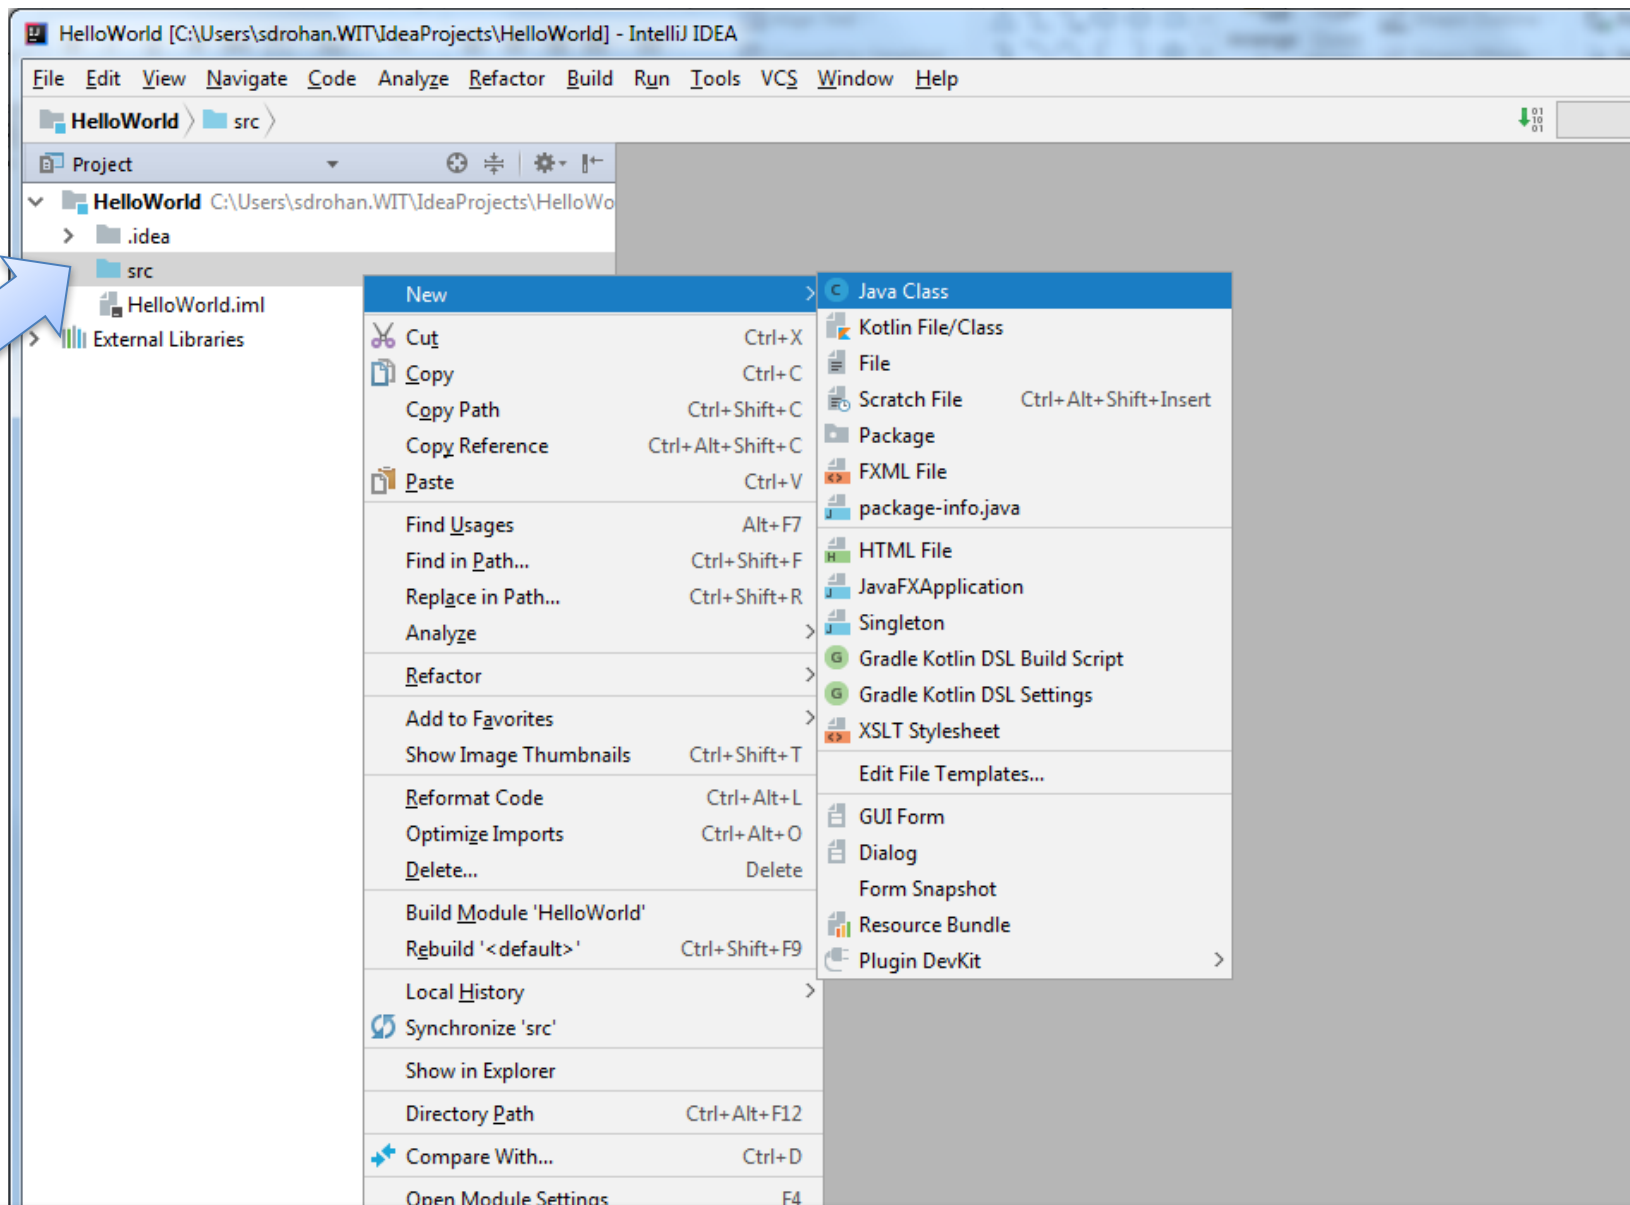 HelloWorld [C:\Users\sdrohan.WIT\IdeaProjects\HelloWorld] - IntelliJ IDEA
File Edit View Navigate Code Analyze Refactor Build Run Tools VCS Window Help
HelloWorld src
Project
HelloWorld C:\Users\sdrohan.WIT\IdeaProjects\HelloWo
.idea
src
HelloWorld.iml
External Libraries
New
Cut Ctrl+X
Copy Ctrl+C
Copy Path Ctrl+Shift+C
Copy Reference Ctrl+Alt+Shift+C
Paste Ctrl+V
Find Usages Alt+F7
Find in Path... Ctrl+Shift+F
Replace in Path... Ctrl+Shift+R
Analyze
Refactor
Add to Favorites
Show Image Thumbnails Ctrl+Shift+T
Reformat Code Ctrl+Alt+L
Optimize Imports Ctrl+Alt+O
Delete... Delete
Build Module 'HelloWorld'
Rebuild '<default>' Ctrl+Shift+F9
Local History
Synchronize 'src'
Show in Explorer
Directory Path Ctrl+Alt+F12
Compare With... Ctrl+D
Open Module Settings F4
Java Class
Kotlin File/Class
File
Scratch File Ctrl+Alt+Shift+Insert
Package
FXML File
package-info.java
HTML File
JavaFXApplication
Singleton
Gradle Kotlin DSL Build Script
Gradle Kotlin DSL Settings
XSLT Stylesheet
Edit File Templates...
GUI Form
Dialog
Form Snapshot
Resource Bundle
Plugin DevKit